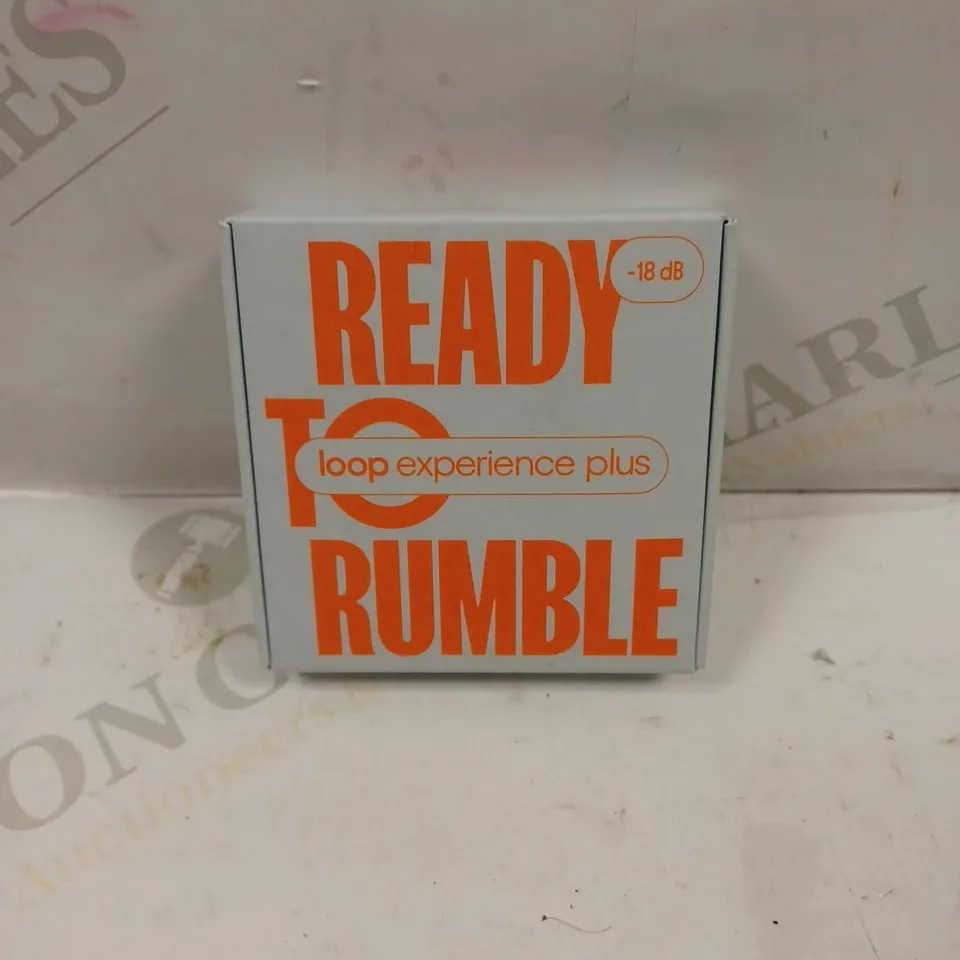 READY
-18 dB
TO
loop experience plus
RUMBLE